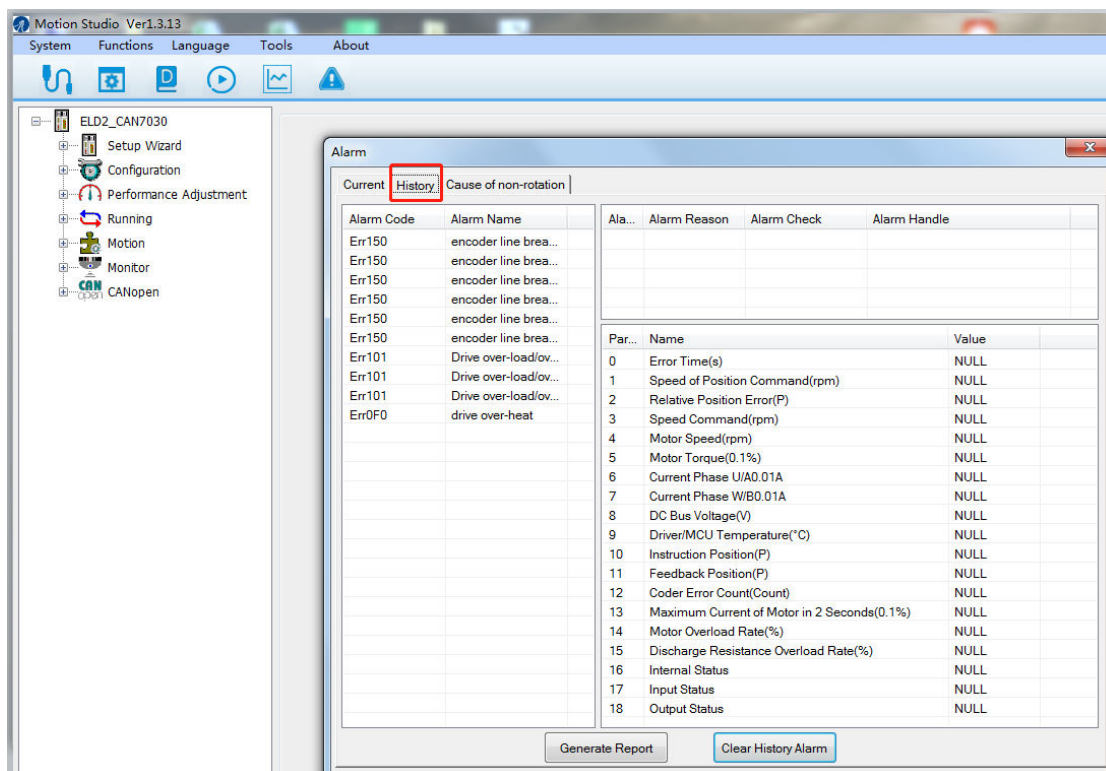 Motion Studio Ver1.3.13
System Functions Language Tools About
D
ELD2_CAN7030
Setup Wizard
Configuration
Performance Adjustment
Running
Motion
Monitor
CAN open CANopen
Alarm
Current History Cause of non-rotation
Alarm Code Alarm Name
Err150 encoder line brea...
Err150 encoder line brea...
Err150 encoder line brea...
Err150 encoder line brea...
Err150 encoder line brea...
Err150 encoder line brea...
Err101 Drive over-load/ov...
Err101 Drive over-load/ov...
Err101 Drive over-load/ov...
Err0F0 drive over-heat
Ala... Alarm Reason Alarm Check Alarm Handle
Par... Name Value
0 Error Time(s) NULL
1 Speed of Position Command(rpm) NULL
2 Relative Position Error(P) NULL
3 Speed Command(rpm) NULL
4 Motor Speed(rpm) NULL
5 Motor Torque(0.1%) NULL
6 Current Phase U/A0.01A NULL
7 Current Phase W/B0.01A NULL
8 DC Bus Voltage(V) NULL
9 Driver/MCU Temperature(°C) NULL
10 Instruction Position(P) NULL
11 Feedback Position(P) NULL
12 Coder Error Count(Count) NULL
13 Maximum Current of Motor in 2 Seconds(0.1%) NULL
14 Motor Overload Rate(%) NULL
15 Discharge Resistance Overload Rate(%) NULL
16 Internal Status NULL
17 Input Status NULL
18 Output Status NULL
Generate Report Clear History Alarm